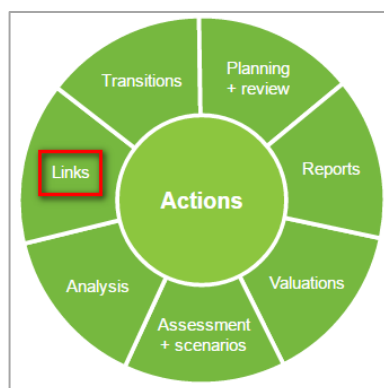 Transitions
Planning
+ review
Links
Actions
Reports
Analysis
Valuations
Assessment
+ scenarios